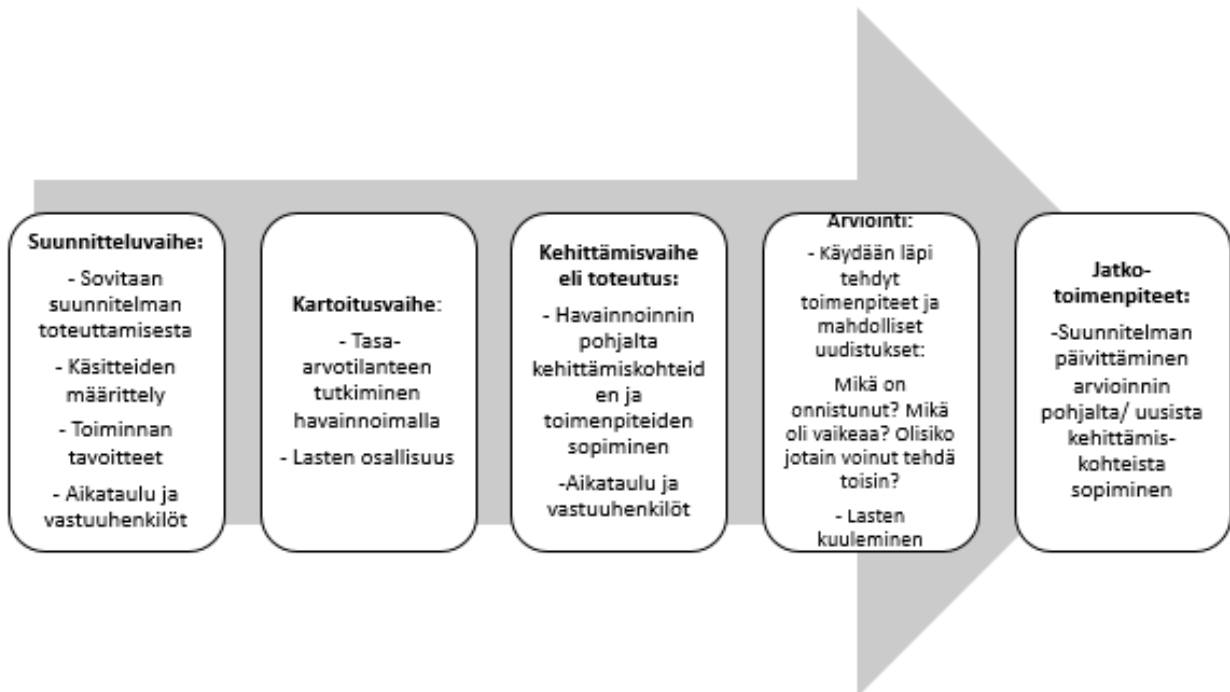 Suunnitteluvaihe:
- Sovitaan
suunnitelman
toteuttamisesta
- Käsitteiden
määrittely
- Toiminnan
tavoitteet
- Aikataulu ja
vastuuhenkilöt
Kartoitusvaihe:
- Tasa-
arvotilanteen
tutkiminen
havainnoimalla
- Lasten osallisuus
Kehittämisvaihe
eli toteutus:
- Havainnoinnin
pohjalta
kehittämiskohteid
en ja
toimenpiteiden
sopiminen
-Aikataulu ja
vastuuhenkilöt
Arviointi:
- Käydään läpi
tehdyt
toimenpiteet ja
mahdolliset
uudistukset:
Mikä on
onnistunut? Mikä
oli vaikeaa? Olisiko
jotain voinut tehdä
toisin?
- Lasten
kuuleminen
Jatko-
toimenpiteet:
-Suunnitelman
päivittäminen
arvioinnin
pohjalta/ uusista
kehittämis-
kohteista
sopiminen